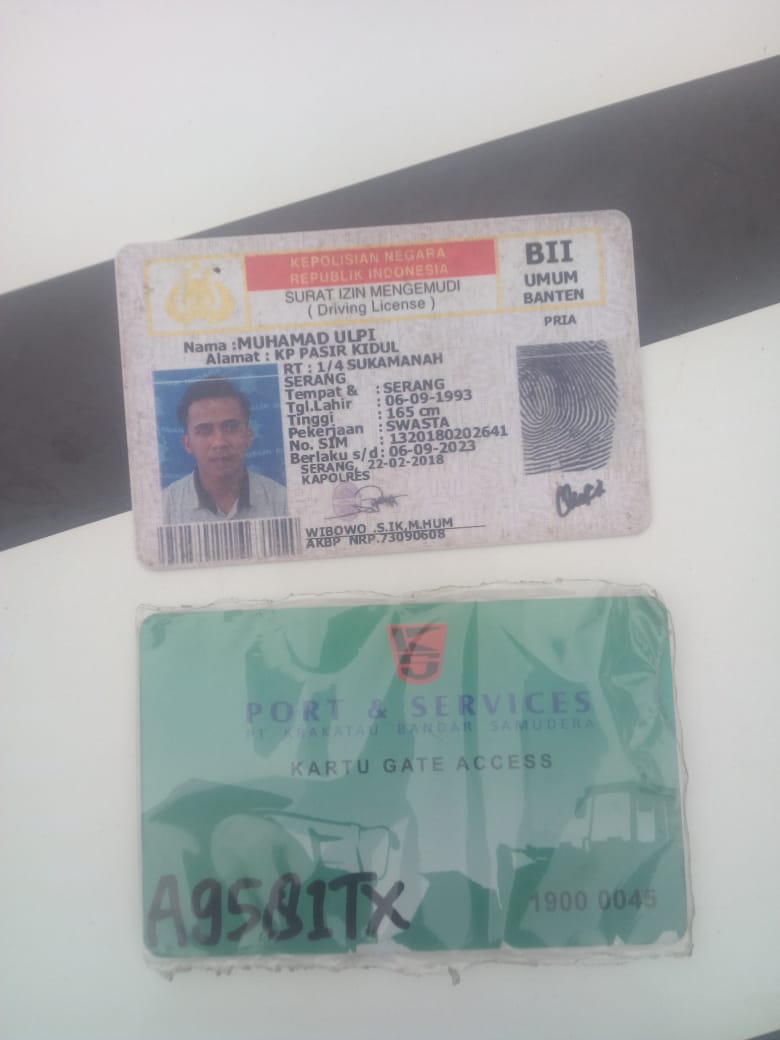 KEPOLISIAN NEGARA
REPUBLIK INDONESIA
SURAT IZIN MENGEMUDI
( Driving License )
BII
UMUM
BANTEN
PRIA
Nama :MUHAMAD ULPI
Alamat : KP PASIR KIDUL
RT : 1/4 SUKAMANAH
SERANG
Tempat & : SERANG
Tgl.Lahir : 06-09-1993
Tinggi : 165 cm
Pekerjaan : SWASTA
No. SIM : 1320180202641
Berlaku s/d : 06-09-2023
SERANG, 22-02-2018
KAPOLRES
WIBOWO .S.IK,M.HUM
AKBP NRP.73090608
PORT & SERVICES
PT KRAKATAU BANDAR SAMUDERA
KARTU GATE ACCESS
1900 0045